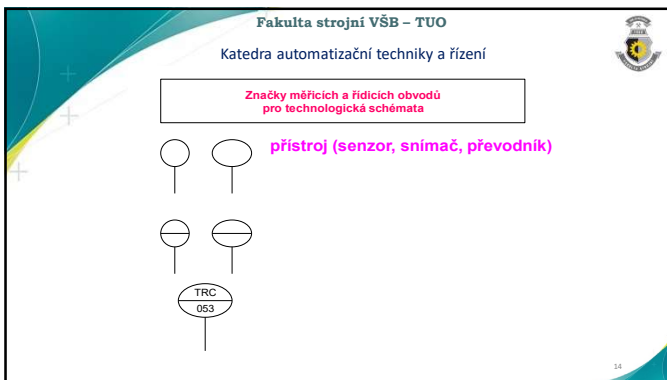 Fakulta strojní VŠB – TUO
Katedra automatizační techniky a řízení
Značky měřicích a řídicích obvodů
pro technologická schémata
přístroj (senzor, snímač, převodník)
TRC
053
14